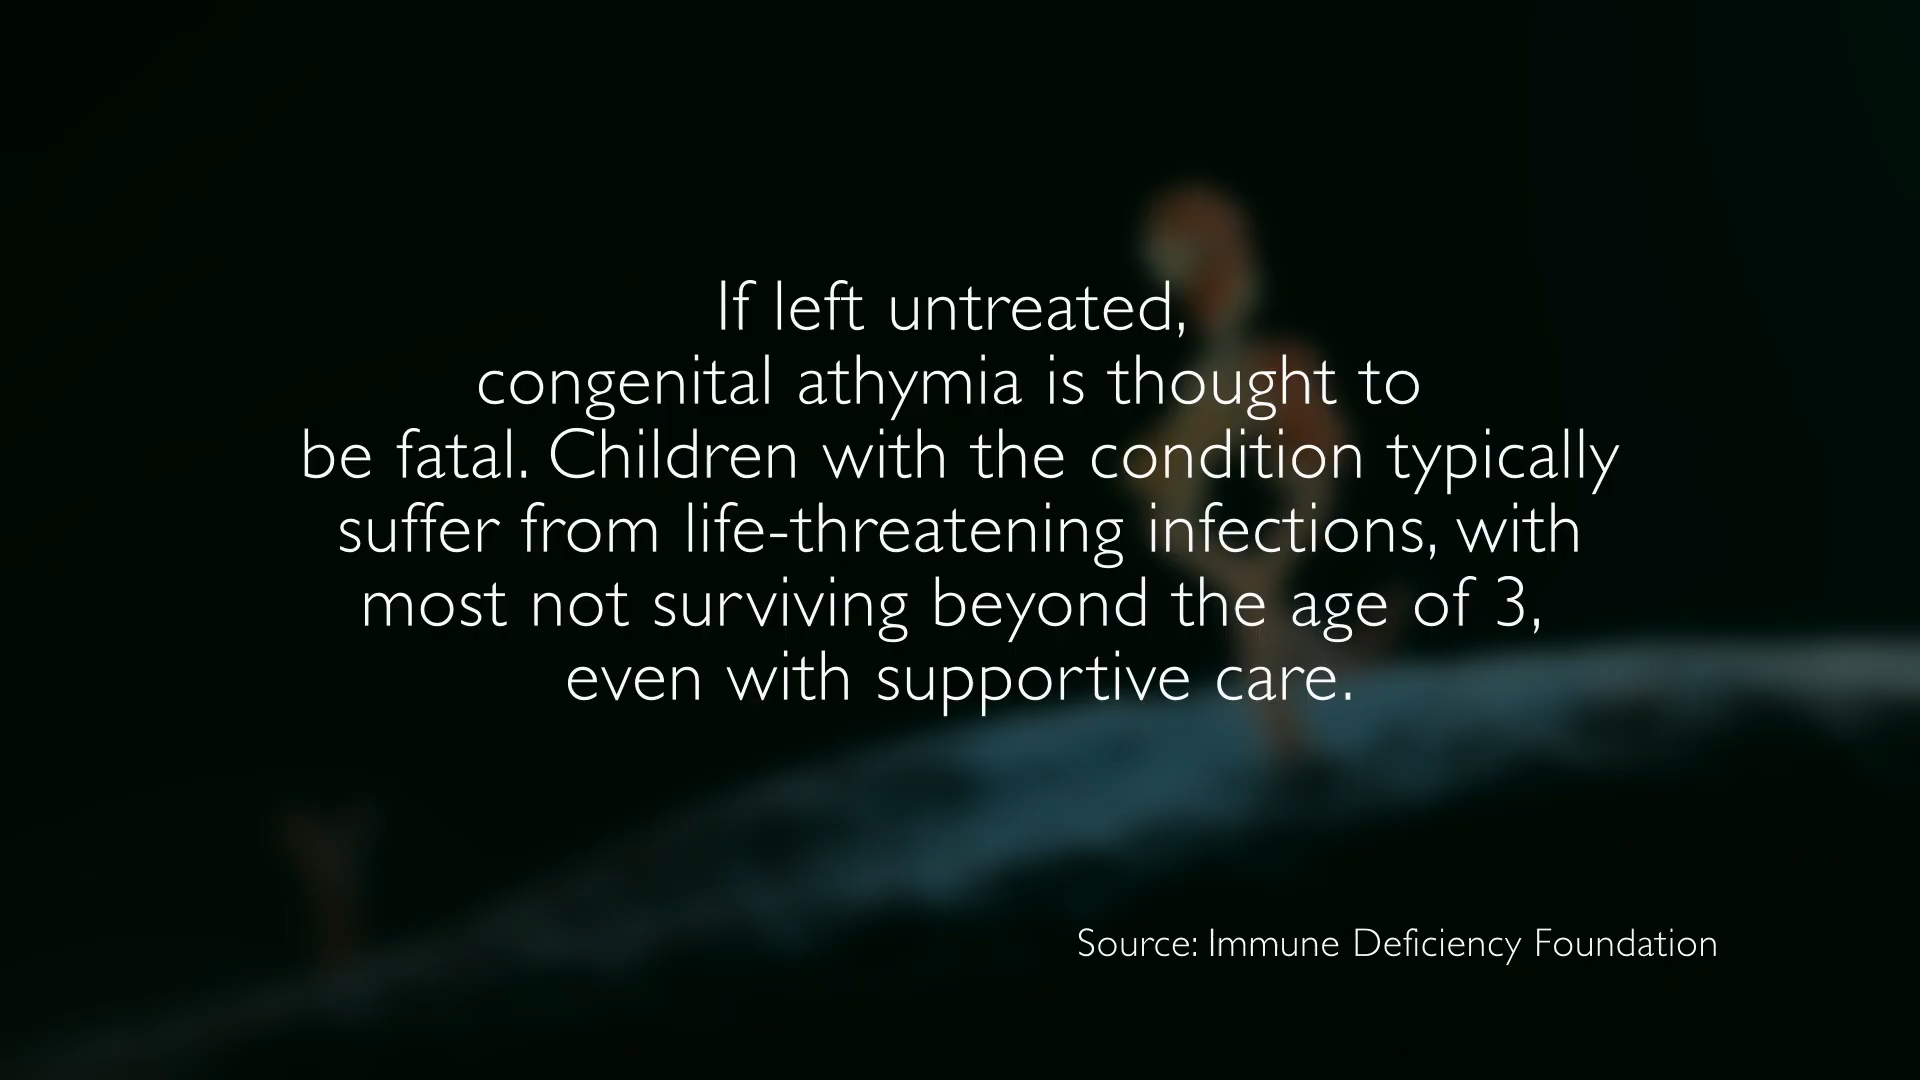 If left untreated,
congenital athymia is thought to
be fatal. Children with the condition typically
suffer from life-threatening infections, with
most not surviving beyond the age of 3,
even with supportive care.
Source: Immune Deficiency Foundation